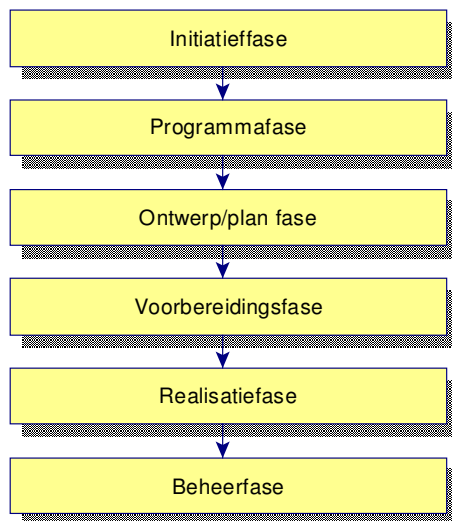 Initiatieffase
Programmafase
Ontwerp/plan fase
Voorbereidingsfase
Realisatiefase
Beheerfase